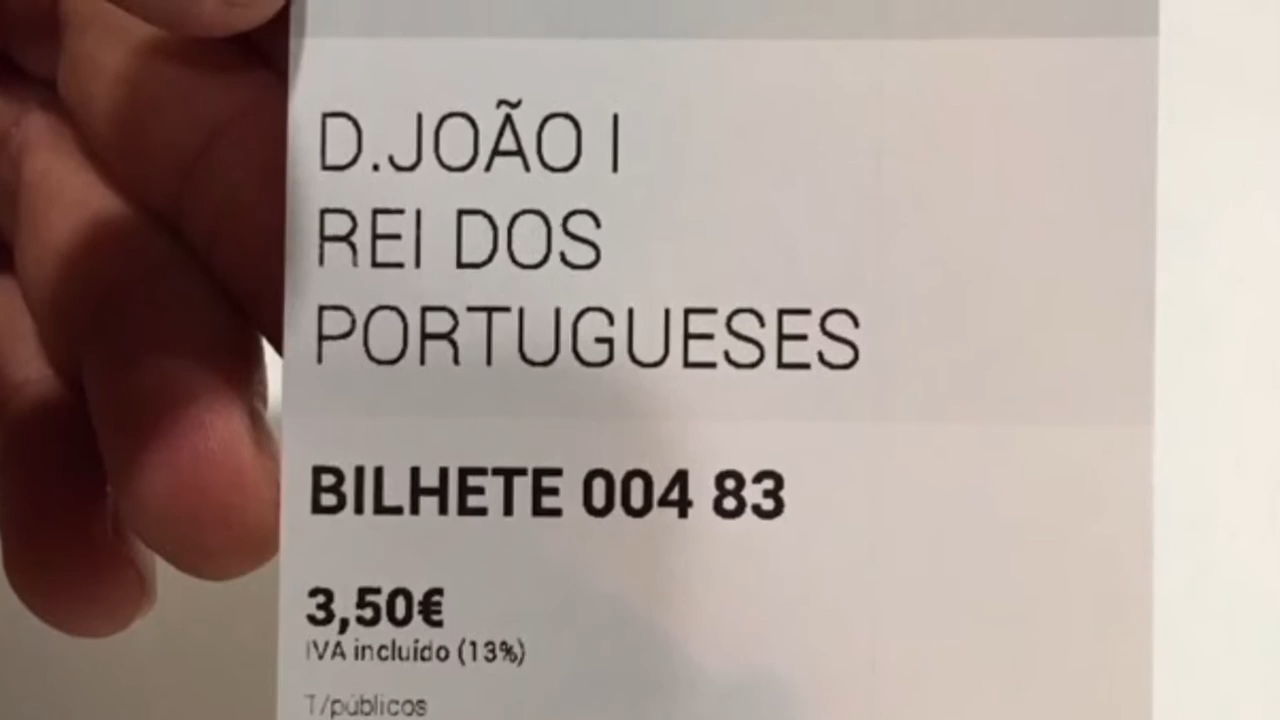 D.JOÃO I
REI DOS
PORTUGUESES
BILHETE 004 83
3,50€
IVA incluído (13%)
T/públicos